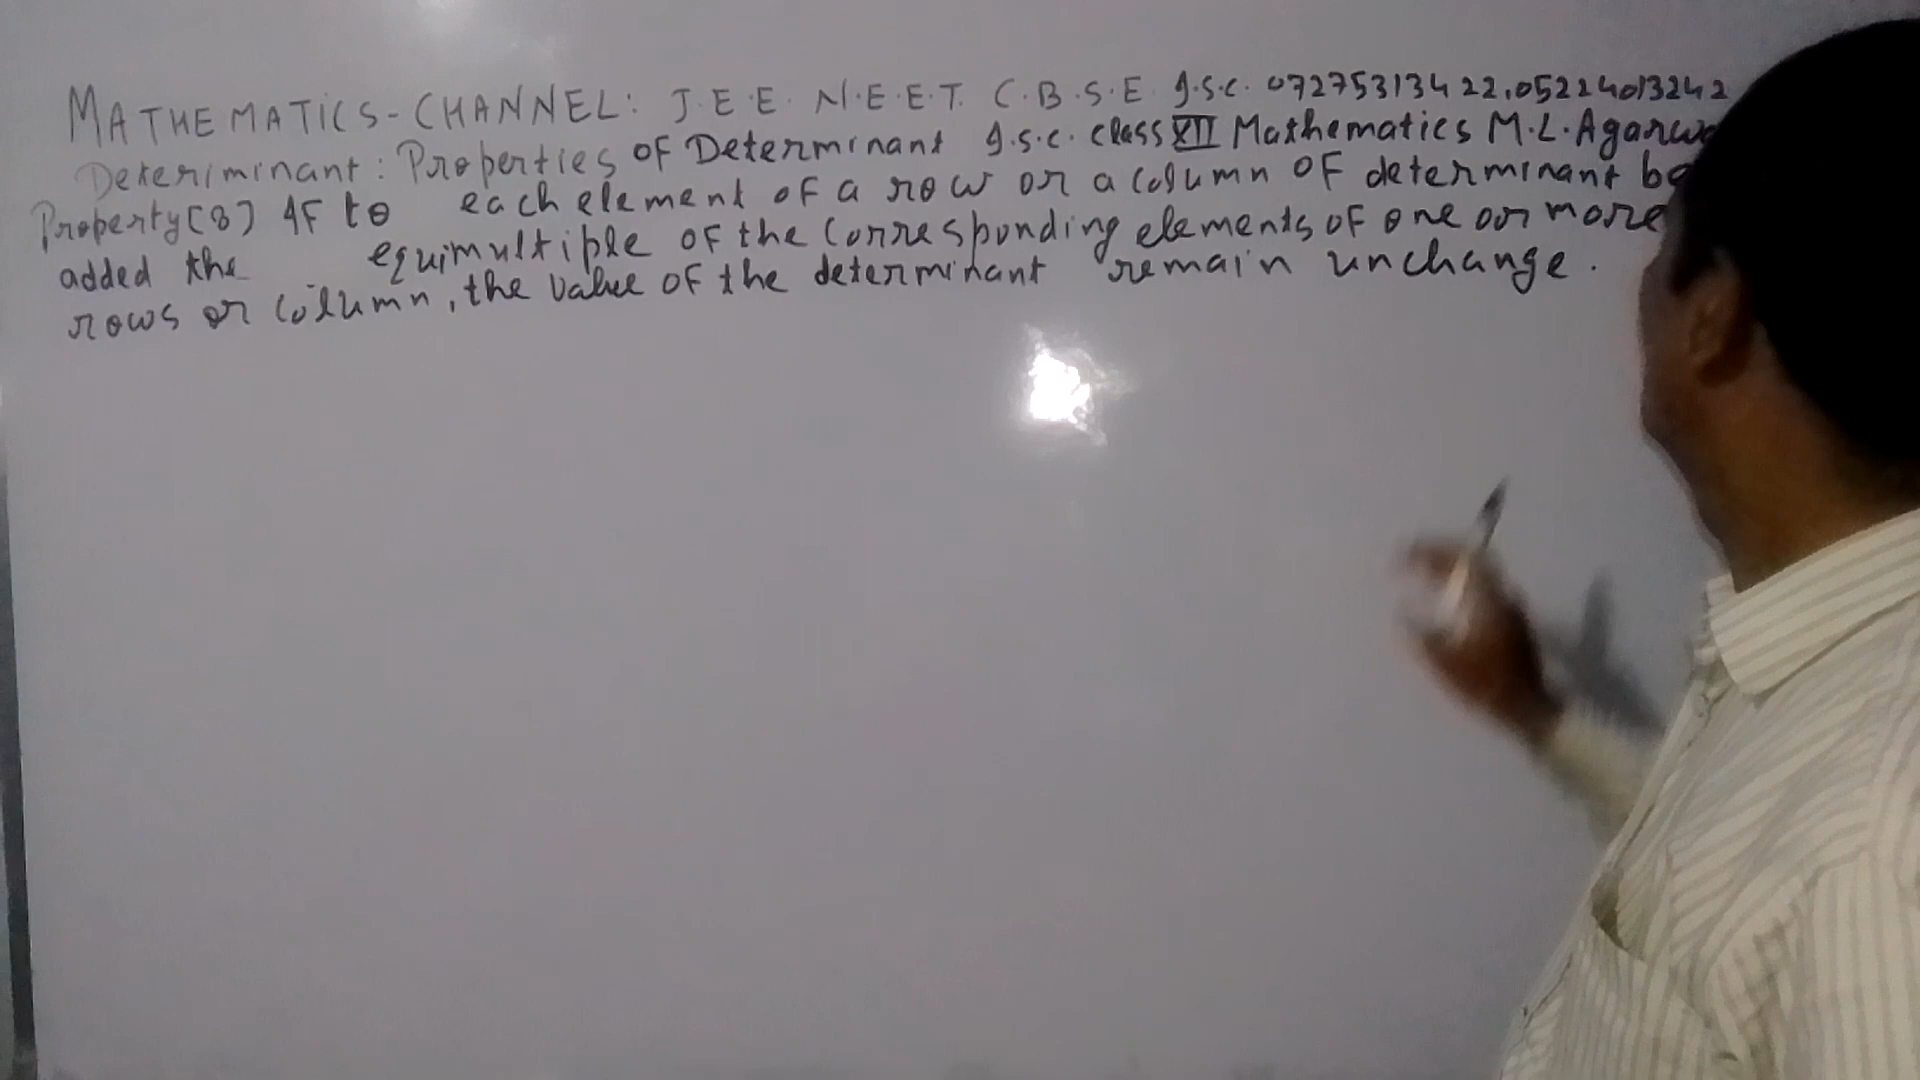 MATHEMATICS-CHANNEL: J.E.E. N.E.E.T. C.B.S.E I.S.C. 07275313422,05224013242
Deteriminant: Properties of Determinant I.S.C. Class XII Mathematics M.L.Agarwa
Property(8) If to each element of a row or a column of determinant be
added the equimultiple of the corresponding elements of one or more
rows or column, the value of the determinant remain unchange.